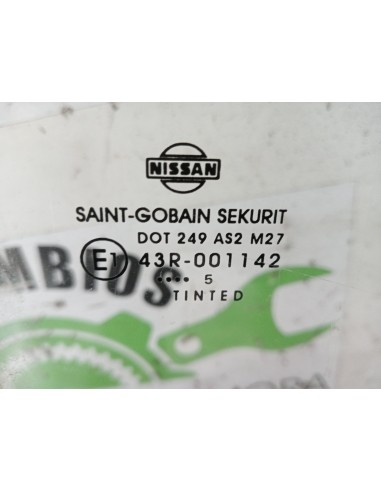 NISSAN
SAINT-GOBAIN SEKURIT
DOT 249 AS2 M27
E1 43R-001142
•••• 5
TINTED
MBIOS